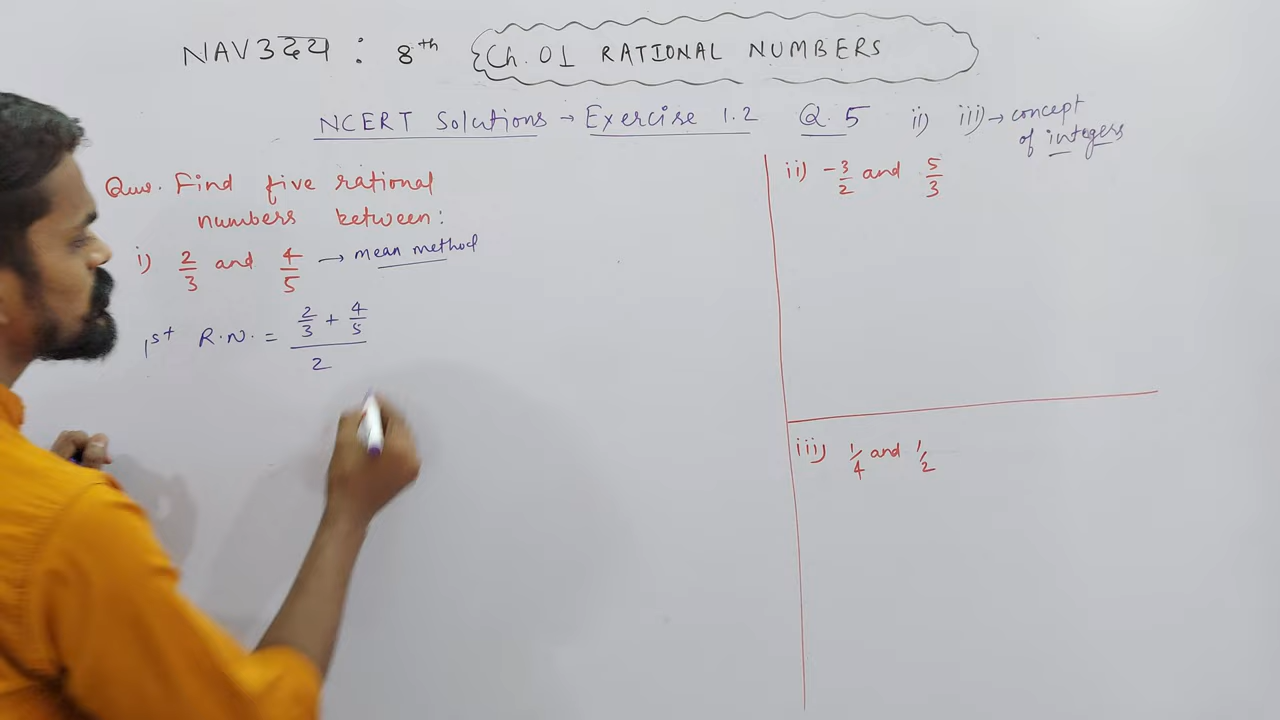 NAV3224 : 8th Ch. 01 RATIONAL NUMBERS
NCERT Solutions → Exercise 1.2 Q. 5 ii) iii) → concept of integers
Ques. Find five rational
numbers between:
i) 2/3 and 4/5 → mean method
1st R.N. = (2/3 + 4/5)/2
ii) -3/2 and 5/3
iii) 1/4 and 1/2